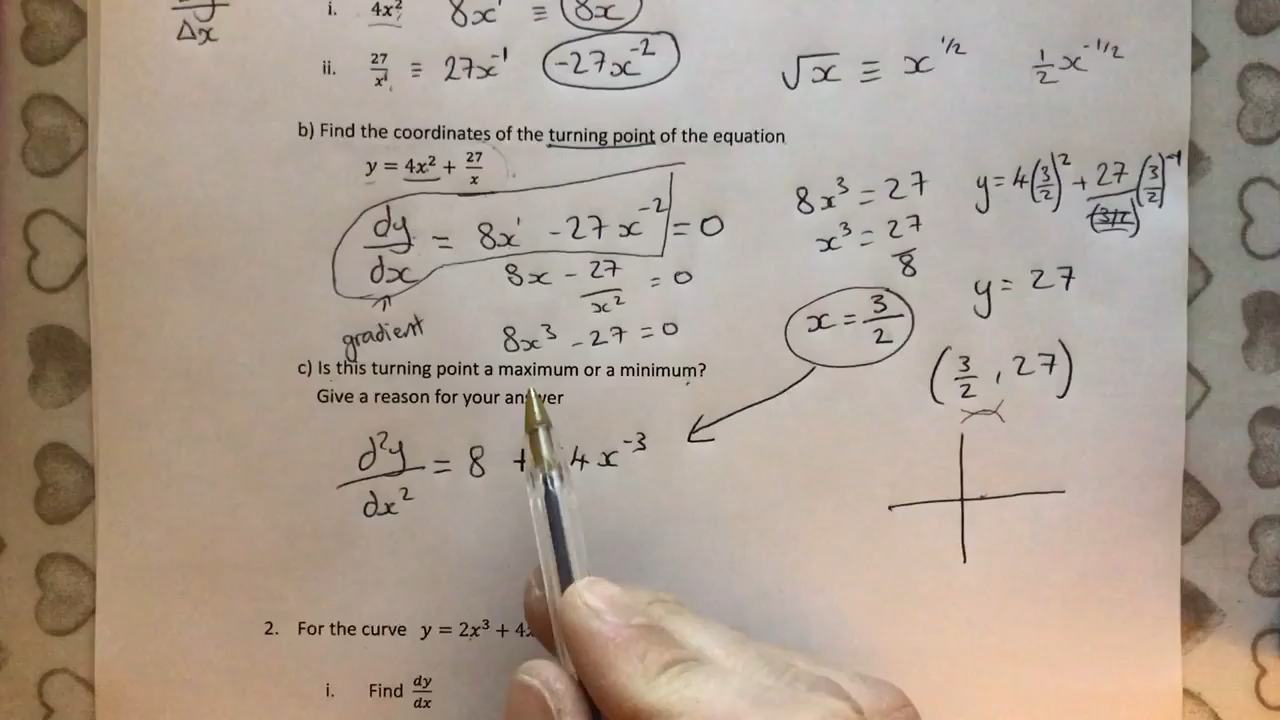 Δx
i. 4x² 8x¹ ≡ 8x
ii. 27/x¹ ≡ 27x⁻¹ -27x⁻²
√x ≡ x^1/2 1/2 x^-1/2
b) Find the coordinates of the turning point of the equation
y = 4x² + 27/x
dy/dx = 8x¹ - 27x⁻² = 0
gradient
8x - 27/x² = 0
8x³ - 27 = 0
8x³ = 27
x³ = 27/8
x = 3/2
y = 4(3/2)² + 27(3/2)⁻¹
y = 27
(3/2, 27)
c) Is this turning point a maximum or a minimum?
Give a reason for your answer
d²y/dx² = 8 + 4x⁻³
2. For the curve y = 2x³ + 4
i. Find dy/dx